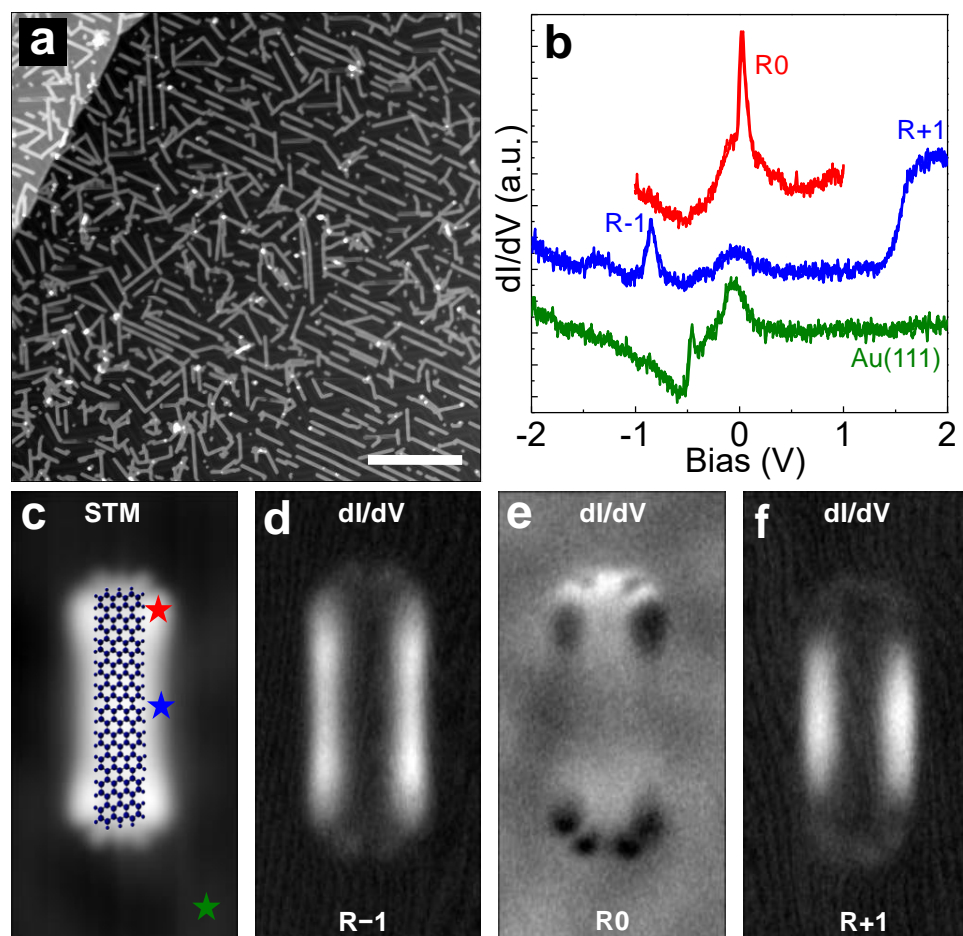 a
b
R0
R+1
R-1
Au(111)
dI/dV (a.u.)
-2 -1 0 1 2
Bias (V)
c STM
d dI/dV
e dI/dV
f dI/dV
R−1
R0
R+1